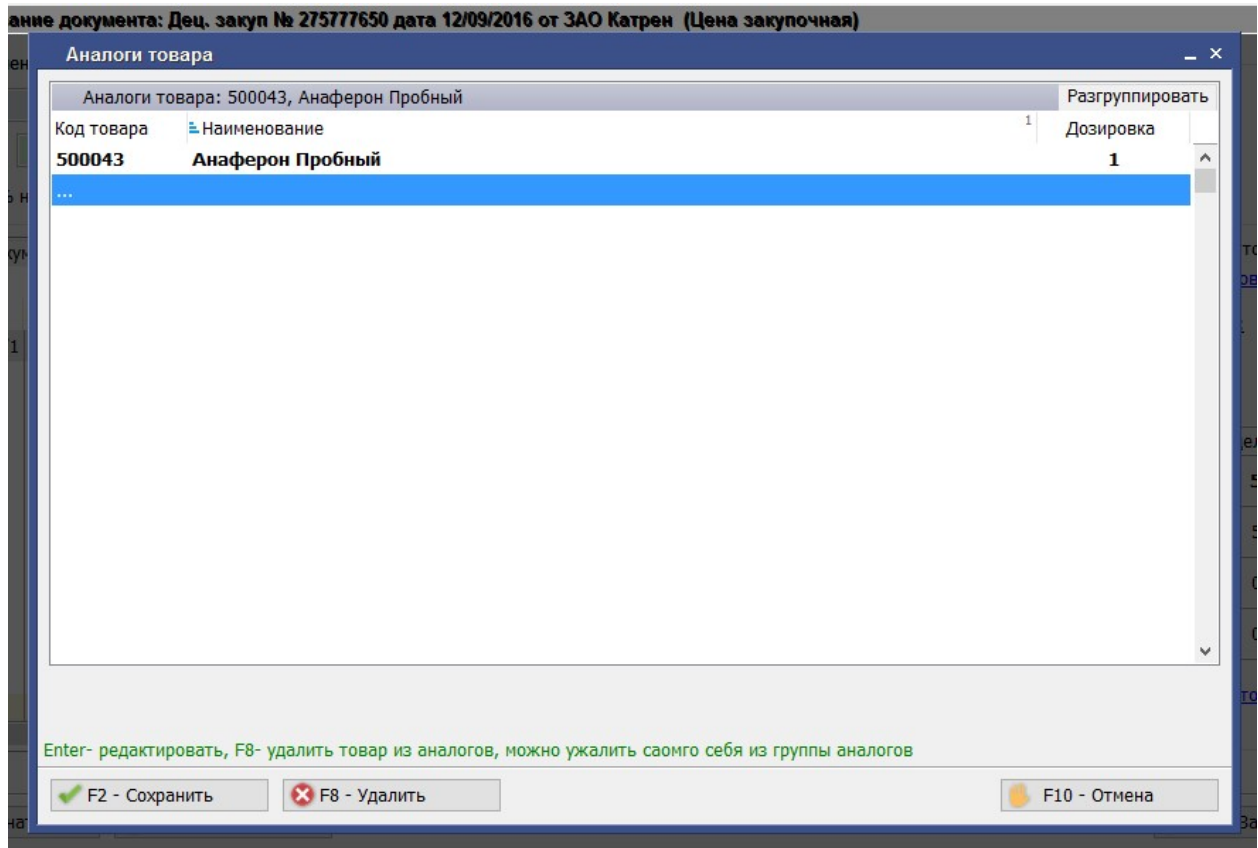 ание документа: Дец. закуп № 275777650 дата 12/09/2016 от ЗАО Катрен (Цена закупочная)
Аналоги товара
Аналоги товара: 500043, Анаферон Пробный Разгруппировать
Код товара Наименование 1 Дозировка
500043 Анаферон Пробный 1
...
Enter- редактировать, F8- удалить товар из аналогов, можно ужалить саомго себя из группы аналогов
F2 - Сохранить F8 - Удалить F10 - Отмена